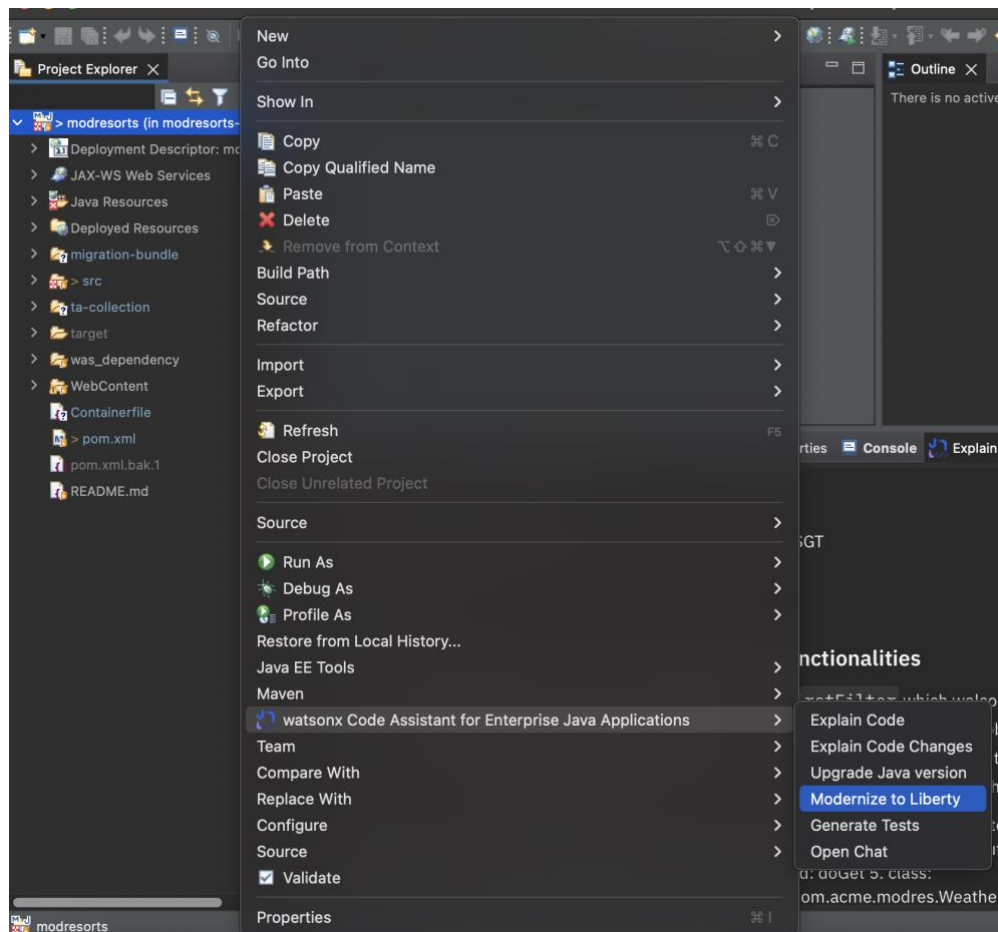 Project Explorer
> modresorts (in modresorts-
Deployment Descriptor: mo
JAX-WS Web Services
Java Resources
Deployed Resources
migration-bundle
> src
ta-collection
target
was_dependency
WebContent
Containerfile
> pom.xml
pom.xml.bak.1
README.md
modresorts
New
Go Into
Show In
Copy ⌘ C
Copy Qualified Name
Paste ⌘ V
Delete ⌦
Remove from Context
Build Path
Source
Refactor
Import
Export
Refresh F5
Close Project
Close Unrelated Project
Source
Run As
Debug As
Profile As
Restore from Local History...
Java EE Tools
Maven
watsonx Code Assistant for Enterprise Java Applications
Team
Compare With
Replace With
Configure
Source
Validate
Properties ⌘ I
Explain Code
Explain Code Changes
Upgrade Java version
Modernize to Liberty
Generate Tests
Open Chat
Outline
There is no active
rties Console Explain
GT
nctionalities
d: doGet 5. class:
om.acme.modres.Weathe